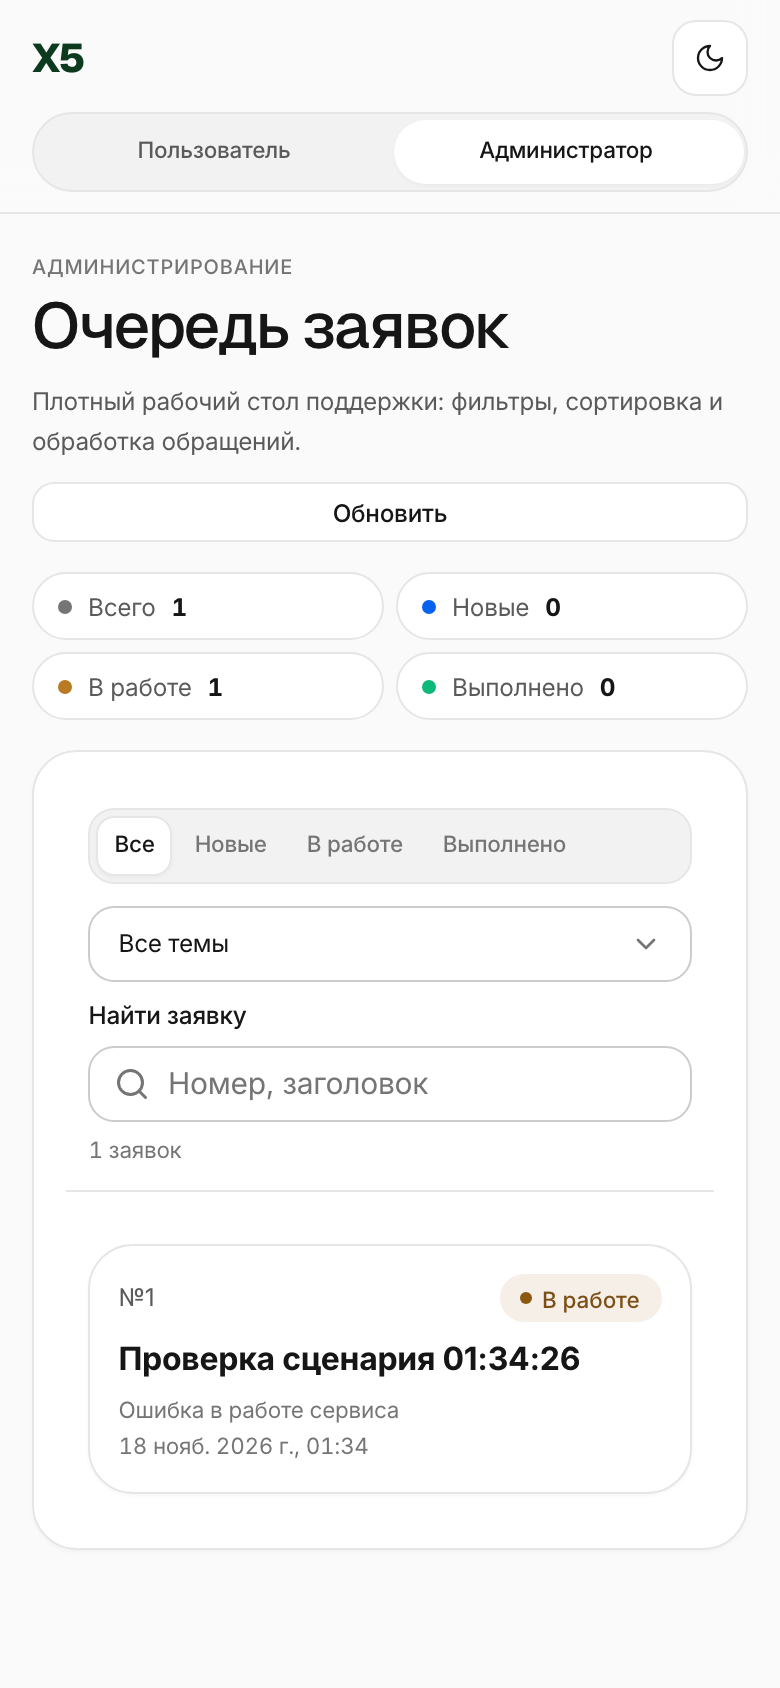 X5
Пользователь
Администратор
АДМИНИСТРИРОВАНИЕ
Очередь заявок
Плотный рабочий стол поддержки: фильтры, сортировка и
обработка обращений.
Обновить
Всего 1
Новые 0
В работе 1
Выполнено 0
Все Новые В работе Выполнено
Все темы
Найти заявку
Номер, заголовок
1 заявок
№1
В работе
Проверка сценария 01:34:26
Ошибка в работе сервиса
18 нояб. 2026 г., 01:34